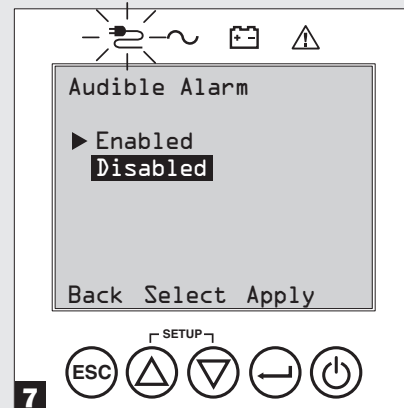 Audible Alarm
▶ Enabled
Disabled
Back Select Apply
SETUP
ESC
7